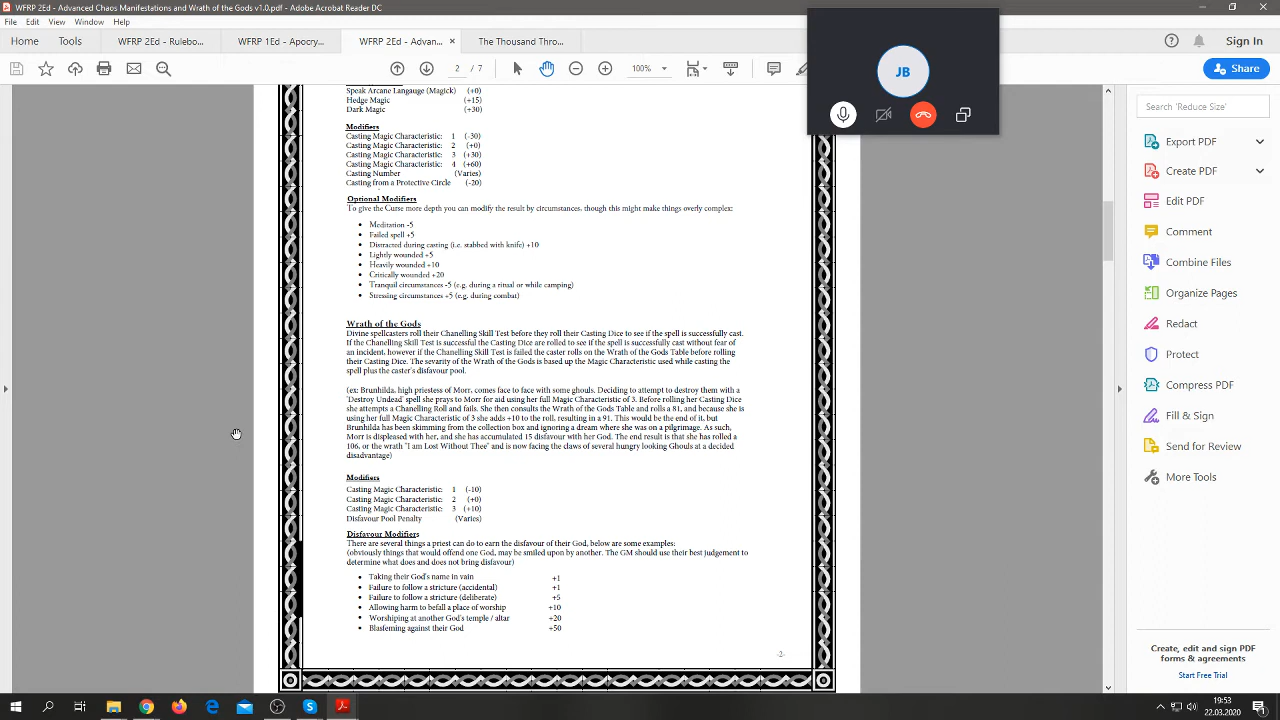 WFRP 2Ed - Advanced Chaos Manifestations and Wrath of the Gods v1.0.pdf - Adobe Acrobat Reader DC
File Edit View Window Help
Home Tools WFRP 2Ed - Rulebo... WFRP 1Ed - Apocry... WFRP 2Ed - Advan... × The Thousand Thro... Sign In
2 / 7 100% Share
JB
Speak Arcane Langauge (Magick) (+0)
Hedge Magic (+15)
Dark Magic (+30)
Modifiers
Casting Magic Characteristic: 1 (-30)
Casting Magic Characteristic: 2 (+0)
Casting Magic Characteristic: 3 (+30)
Casting Magic Characteristic: 4 (+60)
Casting Number (Varies)
Casting from a Protective Circle (-20)
Optional Modifiers
To give the Curse more depth you can modify the result by circumstances, though this might make things overly complex:
• Meditation -5
• Failed spell +5
• Distracted during casting (i.e. stabbed with knife) +10
• Lightly wounded +5
• Heavily wounded +10
• Critically wounded +20
• Tranquil circumstances -5 (e.g. during a ritual or while camping)
• Stressing circumstances +5 (e.g. during combat)
Wrath of the Gods
Divine spellcasters roll their Chanelling Skill Test before they roll their Casting Dice to see if the spell is successfully cast.
If the Chanelling Skill Test is successful the Casting Dice are rolled to see if the spell is successfully cast without fear of
an incident, however if the Chanelling Skill Test is failed the caster rolls on the Wrath of the Gods Table before rolling
their Casting Dice. The sevarity of the Wrath of the Gods is based up the Magic Characteristic used while casting the
spell plus the caster's disfavour pool.
(ex: Brunhilda, high priestess of Morr, comes face to face with some ghouls. Deciding to attempt to destroy them with a
'Destroy Undead' spell she prays to Morr for aid using her full Magic Characteristic of 3. Before rolling her Casting Dice
she attempts a Chanelling Roll and fails. She then consults the Wrath of the Gods Table and rolls a 81, and because she is
using her full Magic Characteristic of 3 she adds +10 to the roll, resulting in a 91. This would be the end of it, but
Brunhilda has been skimming from the collection box and ignoring a dream where she was on a pilgrimage. As such,
Morr is displeased with her, and she has accumulated 15 disfavour with her God. The end result is that she has rolled a
106, or the wrath "I am Lost Without Thee" and is now facing the claws of several hungry looking Ghouls at a decided
disadvantage)
Modifiers
Casting Magic Characteristic: 1 (-10)
Casting Magic Characteristic: 2 (+0)
Casting Magic Characteristic: 3 (+10)
Disfavour Pool Penalty (Varies)
Disfavour Modifiers
There are several things a priest can do to earn the disfavour of their God, below are some examples:
(obviously things that would offend one God, may be smiled upon by another. The GM should use their best judgement to
determine what does and does not bring disfavour)
• Taking their God's name in vain +1
• Failure to follow a stricture (accidental) +1
• Failure to follow a stricture (deliberate) +5
• Allowing harm to befall a place of worship +10
• Worshiping at another God's temple / altar +20
• Blasfeming against their God +50
-2-
Search 'Reduce Size'
Export PDF
Create PDF
Edit PDF
Comment
Combine Files
Organize Pages
Redact
Protect
Compress PDF
Fill & Sign
Send for Review
More Tools
Create, edit and sign PDF
forms & agreements
Start Free Trial
19:53
22.03.2020